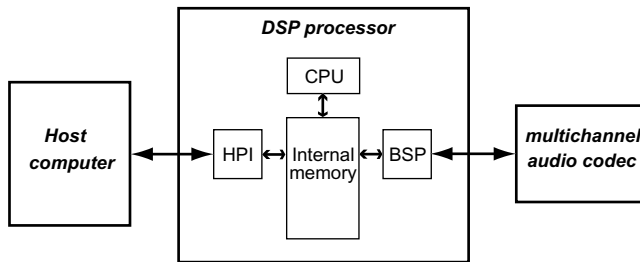 DSP processor
CPU
Host
computer
HPI
Internal
memory
BSP
multichannel
audio codec